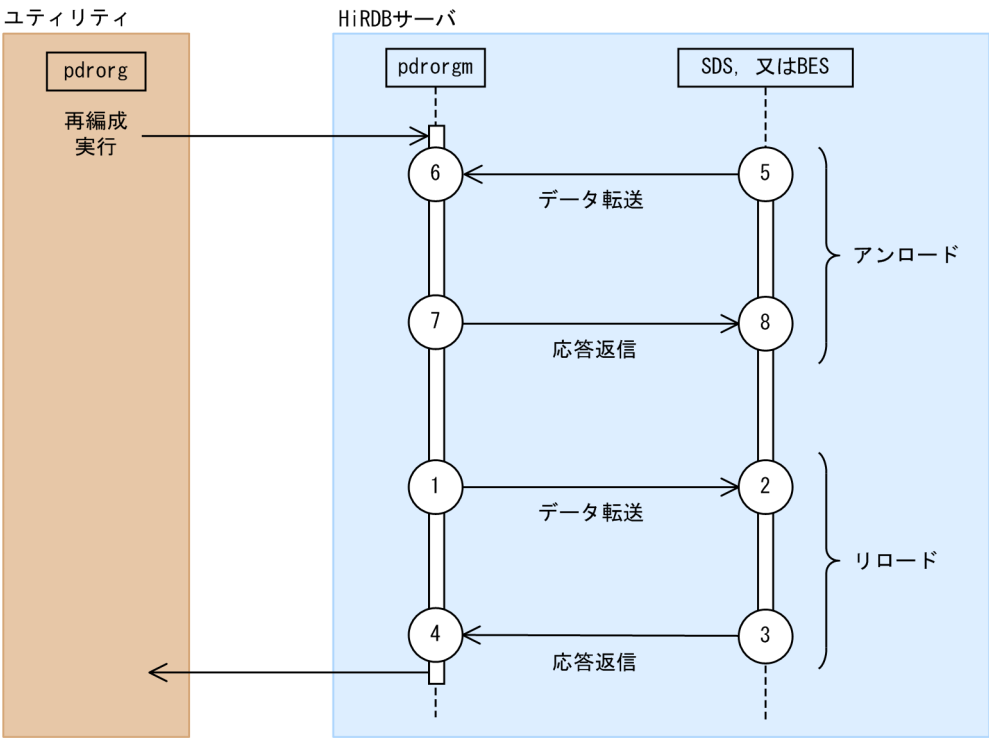 ユティリティ
HiRDBサーバ
pdrorg
pdrorgm
SDS，又はBES
再編成
実行
6
5
データ転送
アンロード
7
8
応答返信
1
2
データ転送
リロード
4
3
応答返信